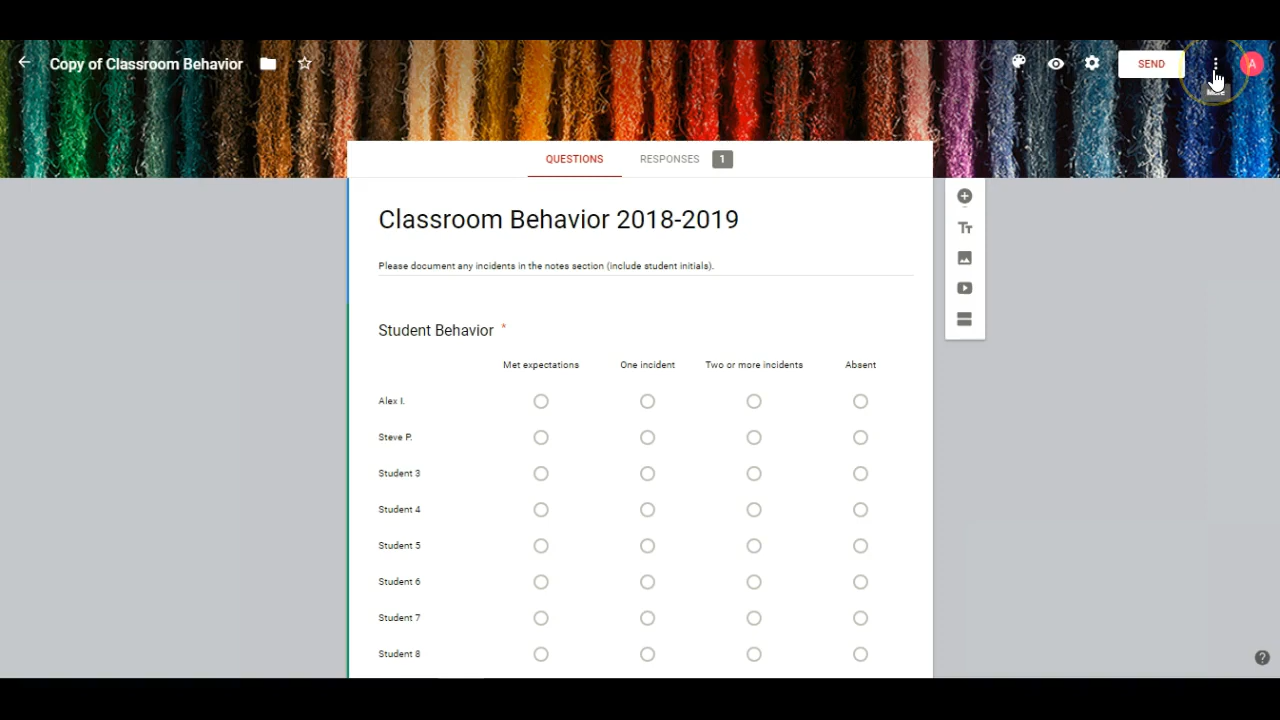 Copy of Classroom Behavior
SEND
A
More
QUESTIONS
RESPONSES 1
Classroom Behavior 2018-2019
Please document any incidents in the notes section (include student initials).
Student Behavior *
Met expectations One incident Two or more incidents Absent
Alex I.
Steve P.
Student 3
Student 4
Student 5
Student 6
Student 7
Student 8